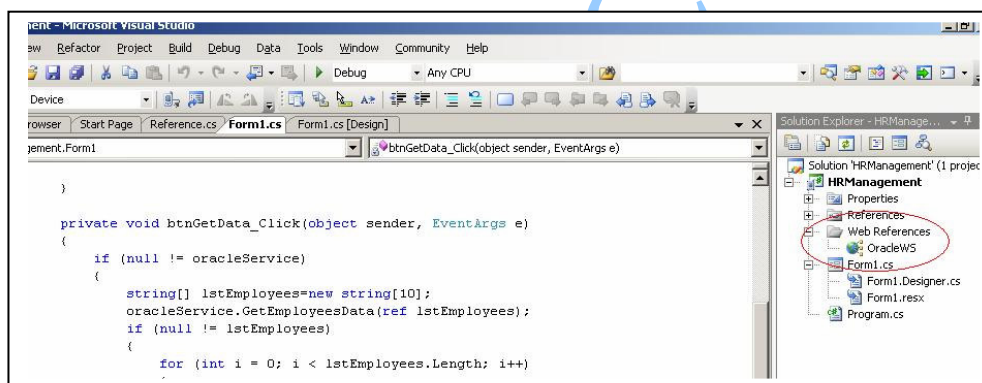 ment - Microsoft Visual Studio
ew Refactor Project Build Debug Data Tools Window Community Help
Debug Any CPU
Device
rowser Start Page Reference.cs Form1.cs Form1.cs [Design]
gement.Form1 btnGetData_Click(object sender, EventArgs e)
}
private void btnGetData_Click(object sender, EventArgs e)
{
if (null != oracleService)
{
string[] lstEmployees=new string[10];
oracleService.GetEmployeesData(ref lstEmployees);
if (null != lstEmployees)
{
for (int i = 0; i < lstEmployees.Length; i++)
Solution Explorer - HRManage...
Solution 'HRManagement' (1 projec
HRManagement
Properties
References
Web References
OracleWS
Form1.cs
Form1.Designer.cs
Form1.resx
Program.cs